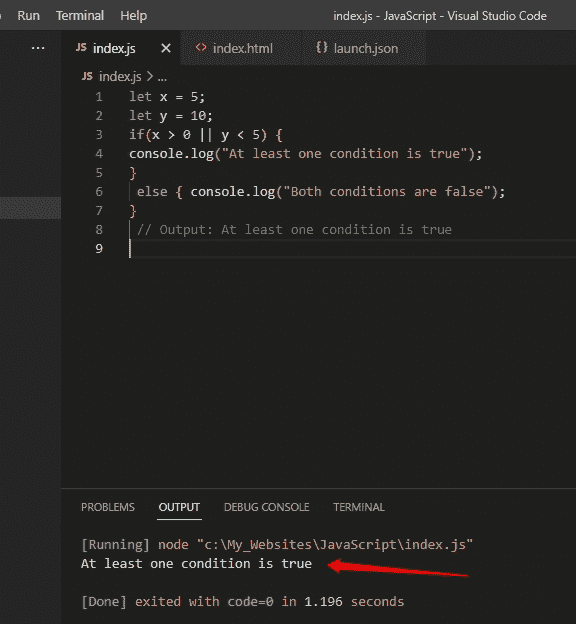 Run Terminal Help index.js - JavaScript - Visual Studio Code
... JS index.js × <> index.html {} launch.json
JS index.js > ...
1 let x = 5;
2 let y = 10;
3 if(x > 0 || y < 5) {
4 console.log("At least one condition is true");
5 }
6 else { console.log("Both conditions are false");
7 }
8 // Output: At least one condition is true
9
PROBLEMS OUTPUT DEBUG CONSOLE TERMINAL
[Running] node "c:\My_Websites\JavaScript\index.js"
At least one condition is true
[Done] exited with code=0 in 1.196 seconds